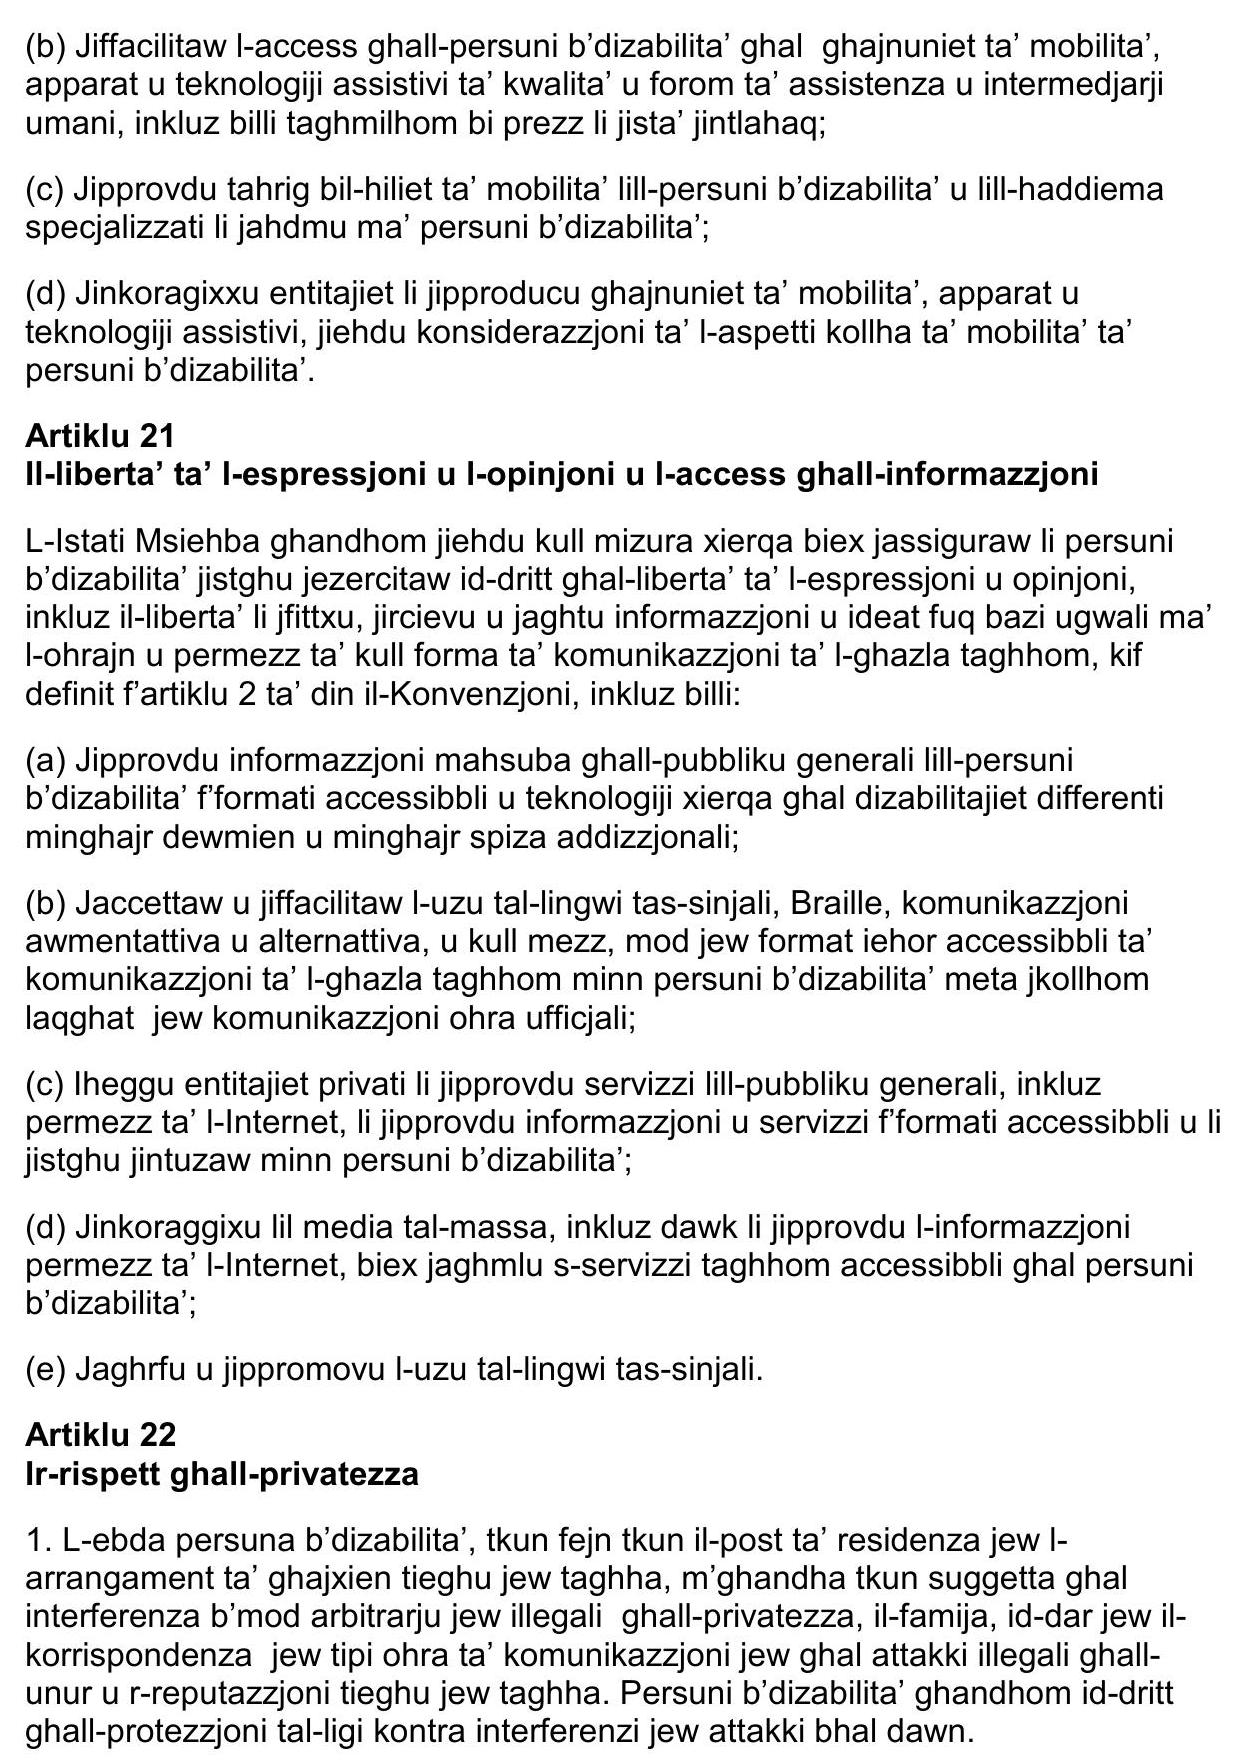 (b) Jiffacilitaw l-access ghall-persuni b’dizabilita’ ghal  ghajnuniet ta’ mobilita’,
apparat u teknologiji assistivi ta’ kwalita’ u forom ta’ assistenza u intermedjarji
umani, inkluz billi taghmilhom bi prezz li jista’ jintlahaq;
(c) Jipprovdu tahrig bil-hiliet ta’ mobilita’ lill-persuni b’dizabilita’ u lill-haddiema
specjalizzati li jahdmu ma’ persuni b’dizabilita’;
(d) Jinkoragixxu entitajiet li jipproducu ghajnuniet ta’ mobilita’, apparat u
teknologiji assistivi, jiehdu konsiderazzjoni ta’ l-aspetti kollha ta’ mobilita’ ta’
persuni b’dizabilita’.
Artiklu 21
Il-liberta’ ta’ l-espressjoni u l-opinjoni u l-access ghall-informazzjoni
L-Istati Msiehba ghandhom jiehdu kull mizura xierqa biex jassiguraw li persuni
b’dizabilita’ jistghu jezercitaw id-dritt ghal-liberta’ ta’ l-espressjoni u opinjoni,
inkluz il-liberta’ li jfittxu, jircievu u jaghtu informazzjoni u ideat fuq bazi ugwali ma’
l-ohrajn u permezz ta’ kull forma ta’ komunikazzjoni ta’ l-ghazla taghhom, kif
definit f’artiklu 2 ta’ din il-Konvenzjoni, inkluz billi:
(a) Jipprovdu informazzjoni mahsuba ghall-pubbliku generali lill-persuni
b’dizabilita’ f’formati accessibbli u teknologiji xierqa ghal dizabilitajiet differenti
minghajr dewmien u minghajr spiza addizzjonali;
(b) Jaccettaw u jiffacilitaw l-uzu tal-lingwi tas-sinjali, Braille, komunikazzjoni
awmentattiva u alternattiva, u kull mezz, mod jew format iehor accessibbli ta’
komunikazzjoni ta’ l-ghazla taghhom minn persuni b’dizabilita’ meta jkollhom
laqghat  jew komunikazzjoni ohra ufficjali;
(c) Iheggu entitajiet privati li jipprovdu servizzi lill-pubbliku generali, inkluz
permezz ta’ l-Internet, li jipprovdu informazzjoni u servizzi f’formati accessibbli u li
jistghu jintuzaw minn persuni b’dizabilita’;
(d) Jinkoraggixu lil media tal-massa, inkluz dawk li jipprovdu l-informazzjoni
permezz ta’ l-Internet, biex jaghmlu s-servizzi taghhom accessibbli ghal persuni
b’dizabilita’;
(e) Jaghrfu u jippromovu l-uzu tal-lingwi tas-sinjali.
Artiklu 22
Ir-rispett ghall-privatezza
1. L-ebda persuna b’dizabilita’, tkun fejn tkun il-post ta’ residenza jew l-
arrangament ta’ ghajxien tieghu jew taghha, m’ghandha tkun suggetta ghal
interferenza b’mod arbitrarju jew illegali  ghall-privatezza, il-famija, id-dar jew il-
korrispondenza  jew tipi ohra ta’ komunikazzjoni jew ghal attakki illegali ghall-
unur u r-reputazzjoni tieghu jew taghha. Persuni b’dizabilita’ ghandhom id-dritt
ghall-protezzjoni tal-ligi kontra interferenzi jew attakki bhal dawn.